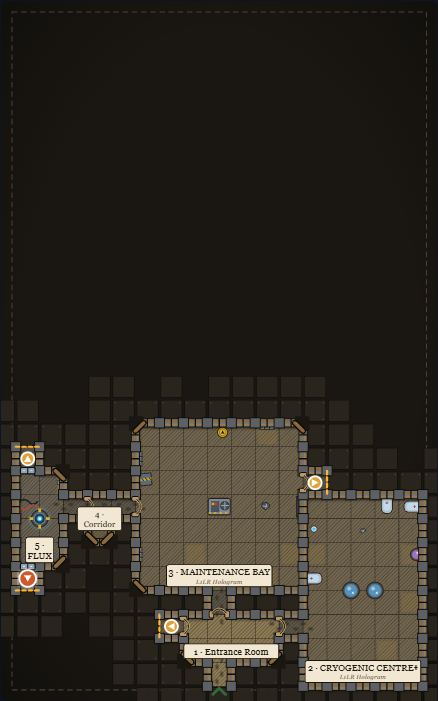 4 ·
Corridor
5 ·
FLUX
3 · MAINTENANCE BAY
L1LR Hologram
1 · Entrance Room
2 · CRYOGENIC CENTRE‡
L1LR Hologram